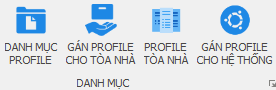 DANH MỤC
PROFILE
GÁN PROFILE
CHO TÒA NHÀ
PROFILE
TÒA NHÀ
GÁN PROFILE
CHO HỆ THỐNG
DANH MỤC